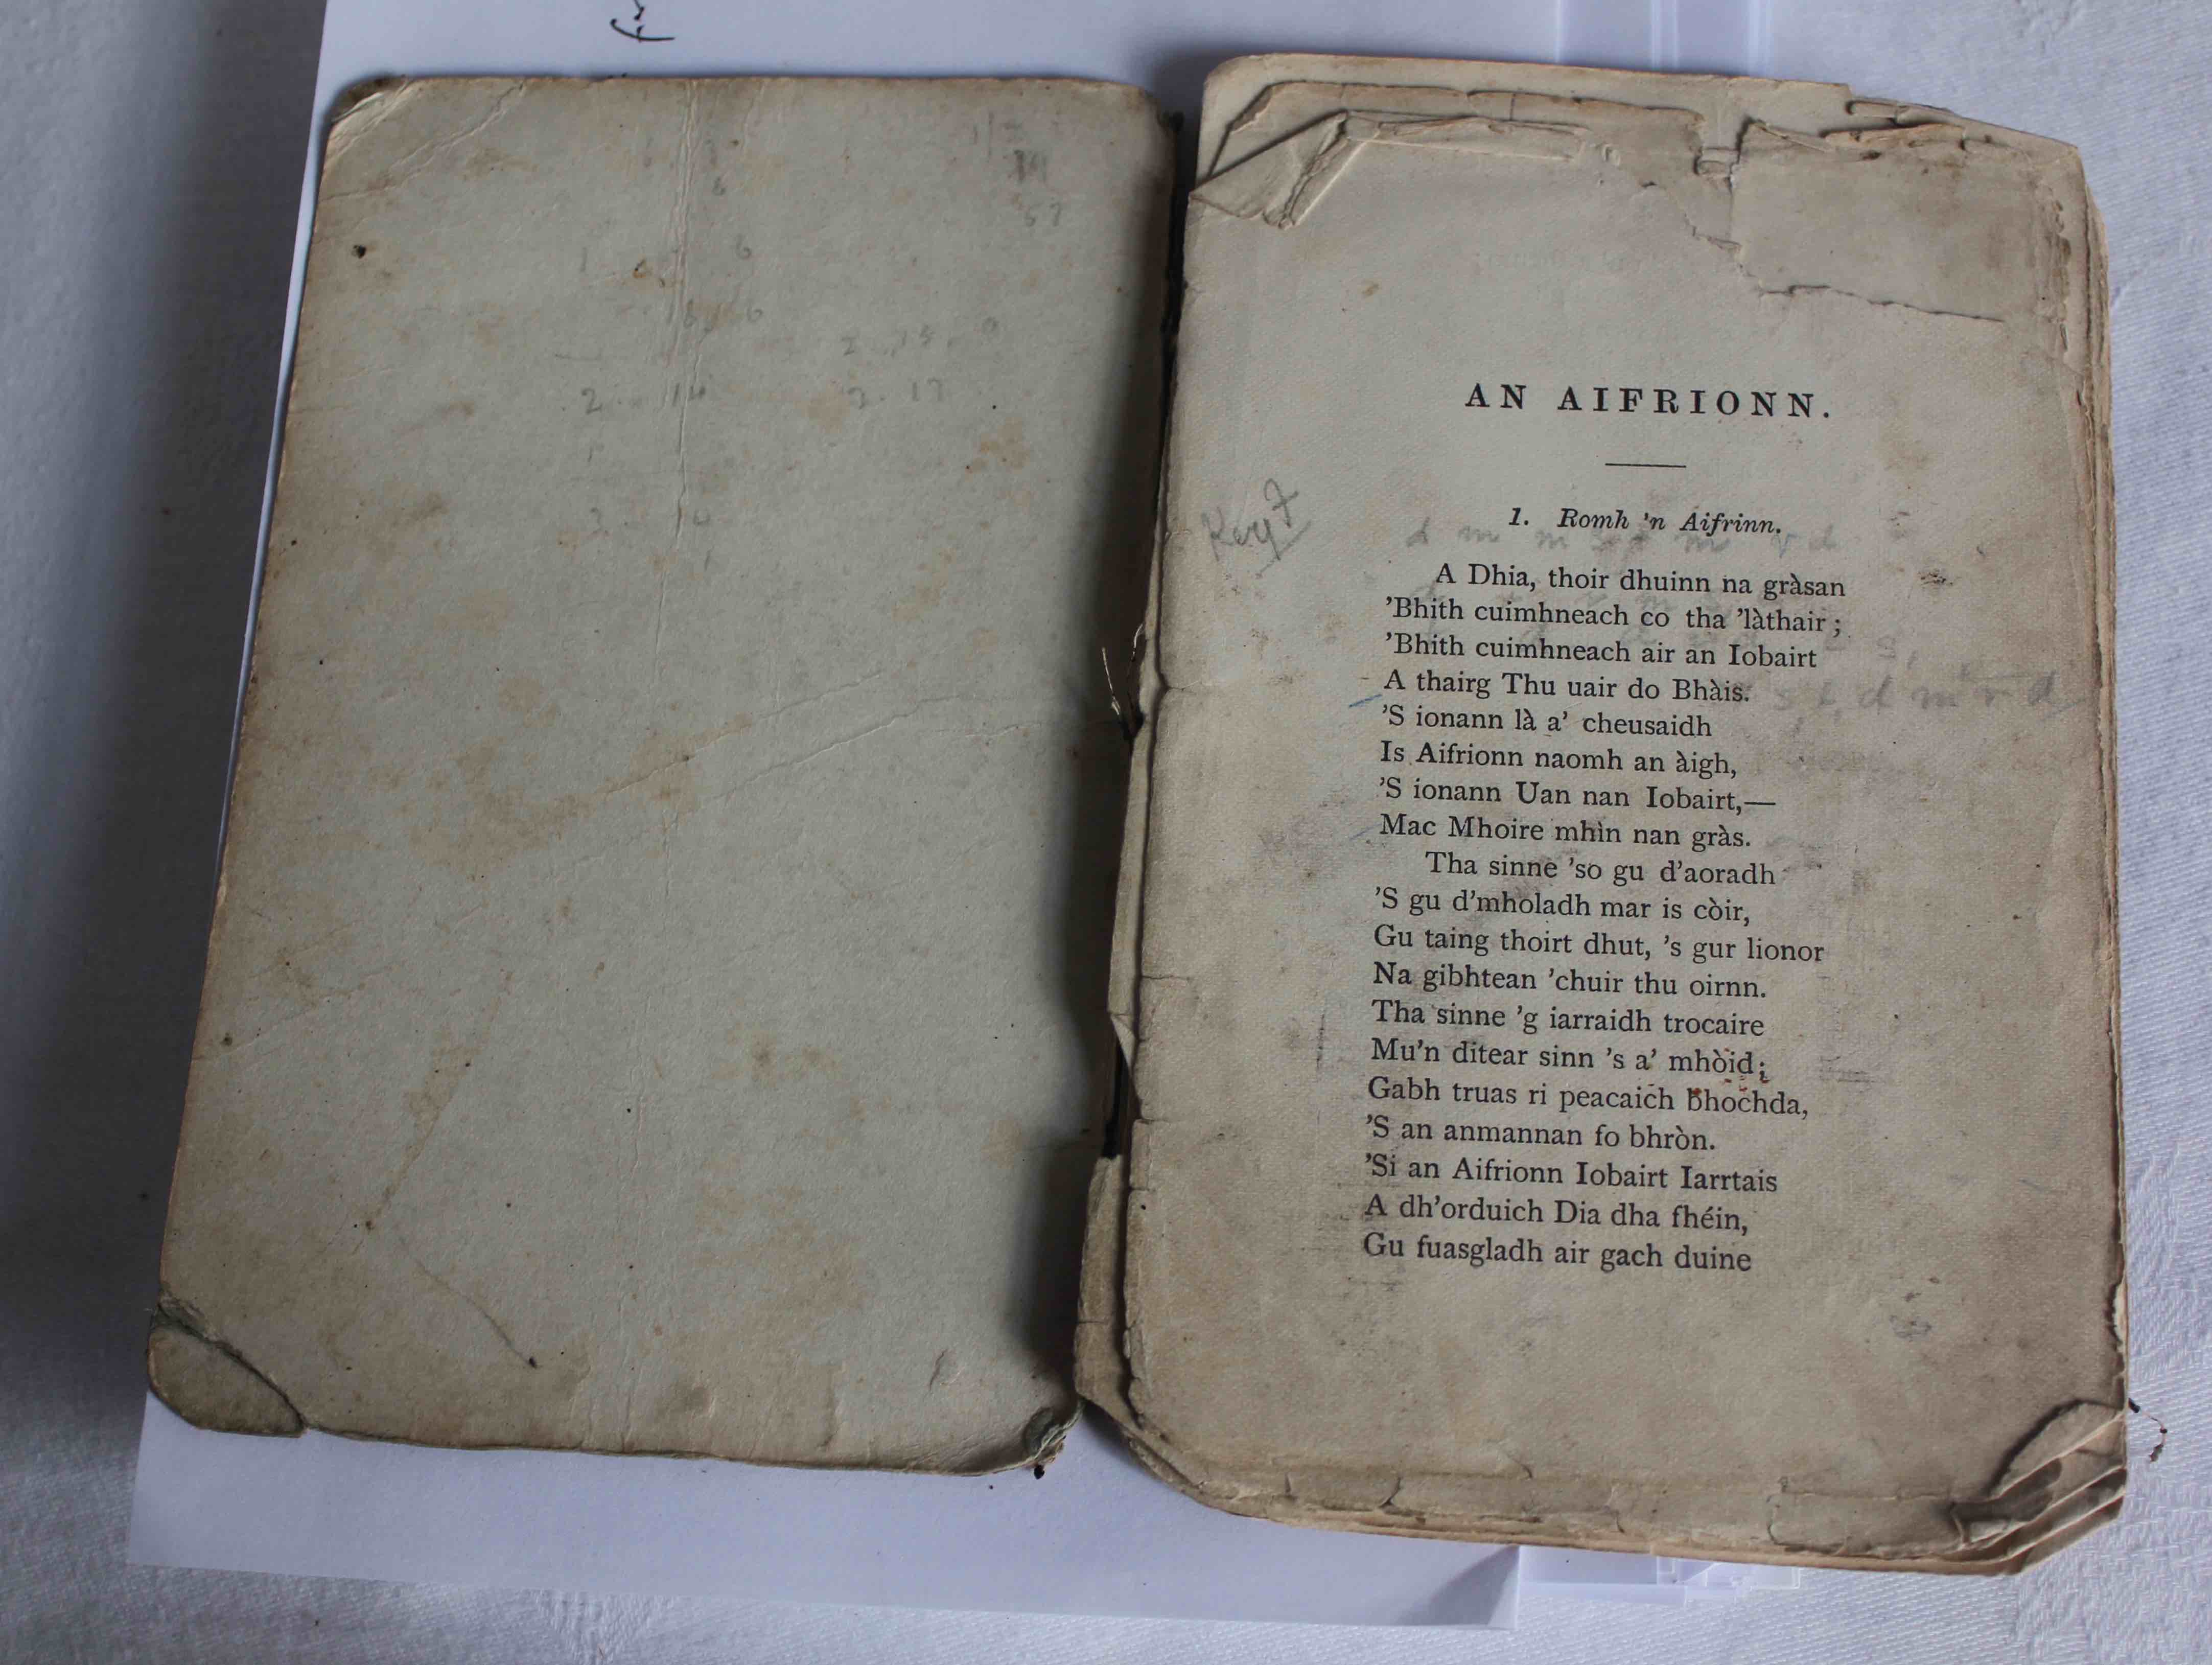 AN AIFRIONN.
1. Romh 'n Aifrinn.
Key F
d m m m r d
A Dhia, thoir dhuinn na gràsan
'Bhith cuimhneach co tha 'làthair ;
'Bhith cuimhneach air an Iobairt
A thairg Thu uair do Bhàis.
s, l, d m r d
'S ionann là a' cheusaidh
Is Aifrionn naomh an àigh,
'S ionann Uan nan Iobairt,—
Mac Mhoire mhìn nan gràs.
Tha sinne 'so gu d'aoradh
'S gu d'mholadh mar is còir,
Gu taing thoirt dhut, 's gur lionor
Na gibhtean 'chuir thu oirnn.
Tha sinne 'g iarraidh trocaire
Mu'n ditear sinn 's a' mhòid;
Gabh truas ri peacaich bhochda,
'S an anmannan fo bhròn.
'Si an Aifrionn Iobairt Iarrtais
A dh'orduich Dia dha fhéin,
Gu fuasgladh air gach duine